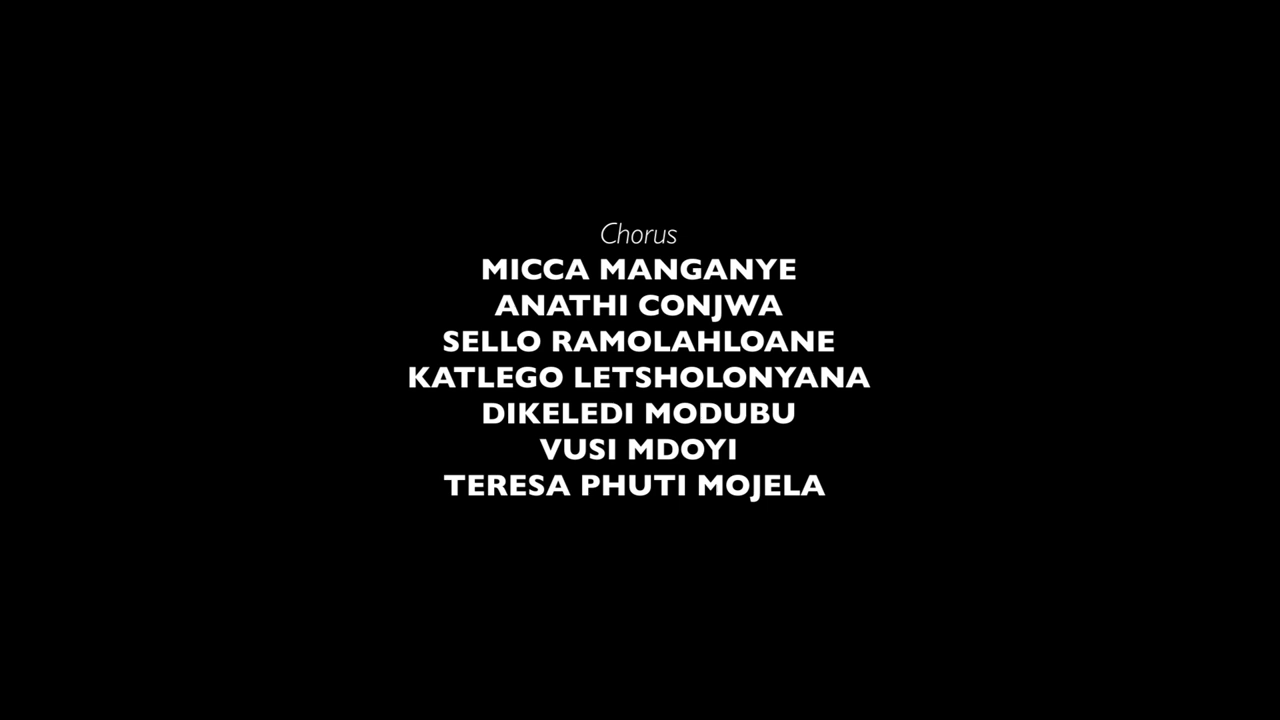 Chorus
MICCA MANGANYE
ANATHI CONJWA
SELLO RAMOLAHLOANE
KATLEGO LETSHOLONYANA
DIKELEDI MODUBU
VUSI MDOYI
TERESA PHUTI MOJELA